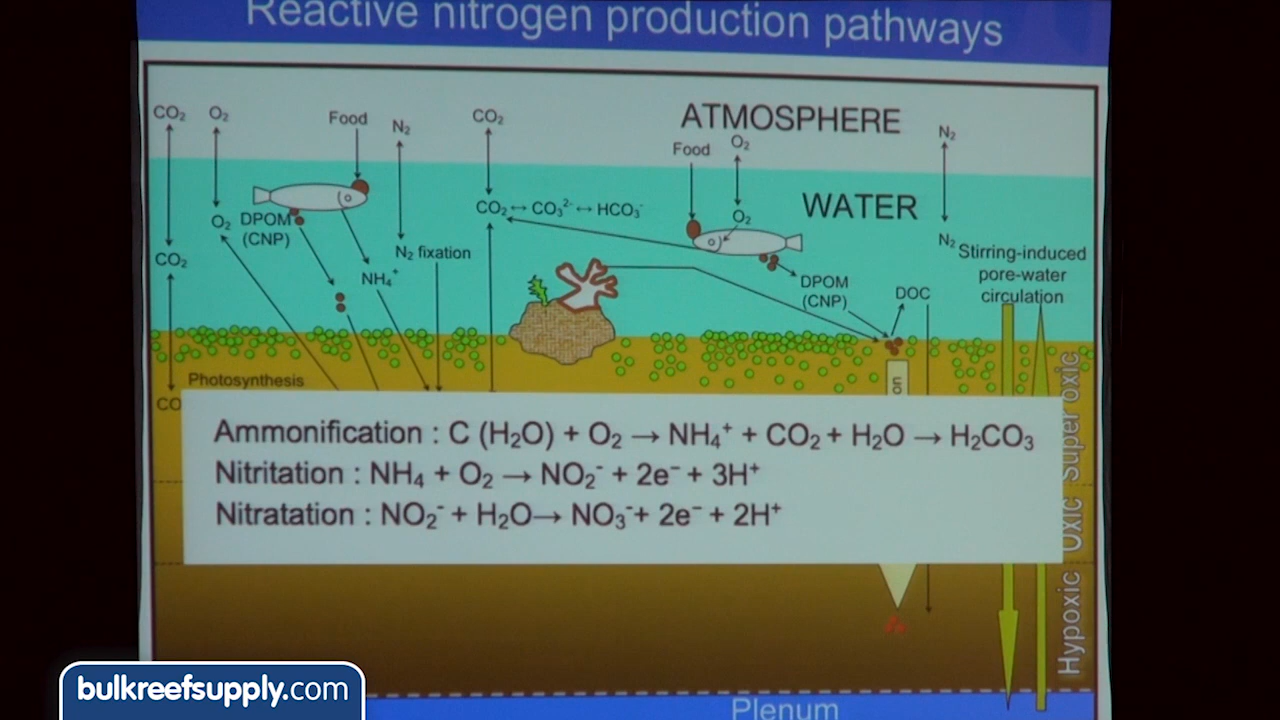 Reactive nitrogen production pathways
CO₂ O₂ Food N₂ CO₂ ATMOSPHERE Food O₂ N₂
O₂ DPOM
(CNP)
CO₂
NH₄⁺
N₂ fixation
CO₂ ↔ CO₃²⁻ ↔ HCO₃⁻
O₂
WATER
DPOM
(CNP)
DOC
N₂
Stirring-induced
pore-water
circulation
Photosynthesis
CO
on
Ammonification : C (H₂O) + O₂ → NH₄⁺ + CO₂ + H₂O → H₂CO₃
Nitritation : NH₄ + O₂ → NO₂⁻ + 2e⁻ + 3H⁺
Nitratation : NO₂⁻ + H₂O→ NO₃⁻+ 2e⁻ + 2H⁺
Super oxic
Oxic
Hypoxic
Plenum
bulkreefsupply.com